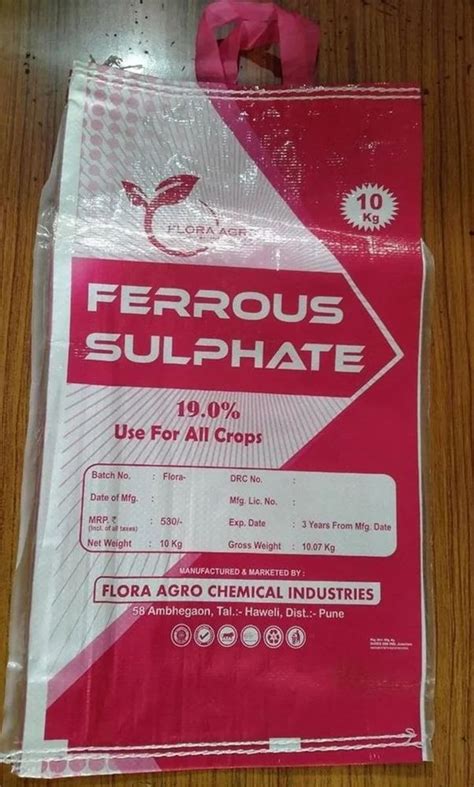 10
Kg
FLORA AGR
FERROUS
SULPHATE
19.0%
Use For All Crops
Batch No. : Flora-
DRC No. :
Date of Mfg. :
Mfg. Lic. No. :
MRP. ₹ : 530/-
(Incl. of all taxes)
Exp. Date : 3 Years From Mfg. Date
Net Weight : 10 Kg
Gross Weight : 10.07 Kg
MANUFACTURED & MARKETED BY :
FLORA AGRO CHEMICAL INDUSTRIES
58 Ambhegaon, Tal.:- Haweli, Dist.:- Pune